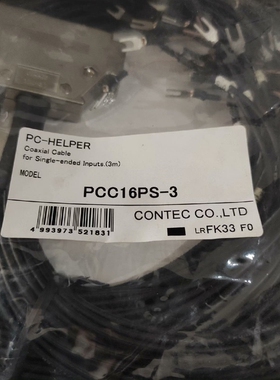 PC-HELPER
Coaxial Cable
for Single-ended Inputs.(3m)
MODEL
PCC16PS-3
CONTEC CO.,LTD
4 993973 521831
LRFK33 F0